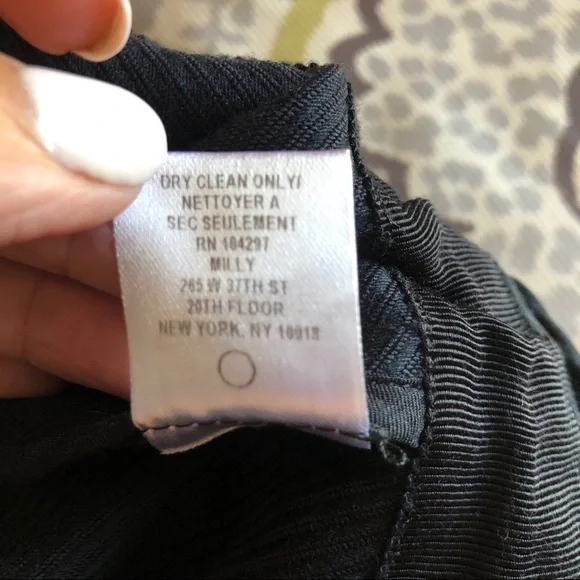 DRY CLEAN ONLY/
NETTOYER A
SEC SEULEMENT
RN 104297
MILLY
265 W 37TH ST
20TH FLOOR
NEW YORK, NY 10018